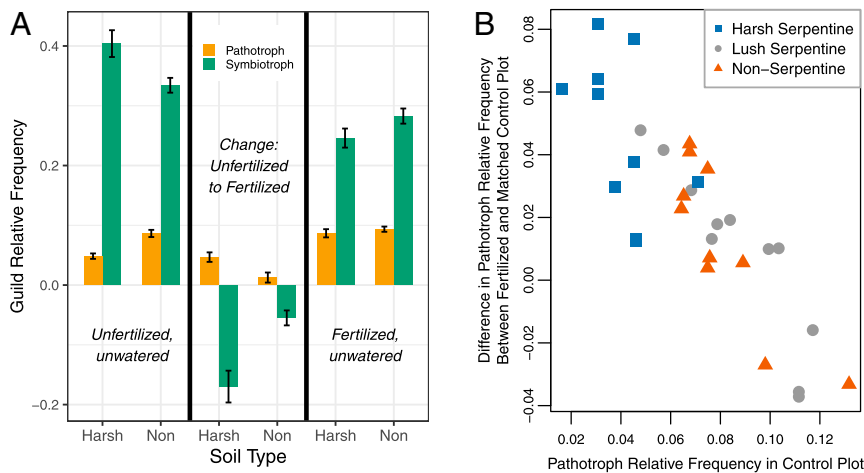 A
Guild Relative Frequency
0.4
0.2
0.0
−0.2
Pathotroph
Symbiotroph
Change:
Unfertilized
to Fertilized
Unfertilized,
unwatered
Fertilized,
unwatered
Harsh
Non
Harsh
Non
Harsh
Non
Soil Type
B
Difference in Pathotroph Relative Frequency
Between Fertilized and Matched Control Plot
0.08
0.06
0.04
0.02
0.00
−0.02
−0.04
Harsh Serpentine
Lush Serpentine
Non−Serpentine
0.02
0.04
0.06
0.08
0.10
0.12
Pathotroph Relative Frequency in Control Plot